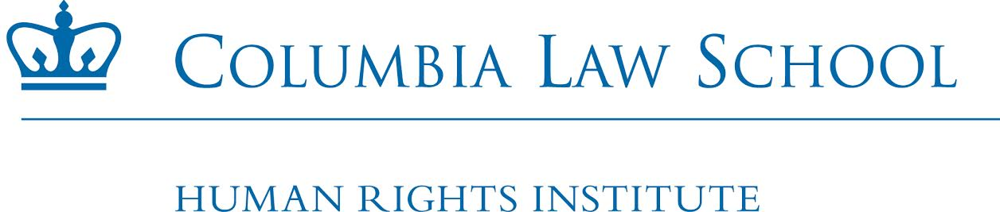 COLUMBIA LAW SCHOOL
HUMAN RIGHTS INSTITUTE